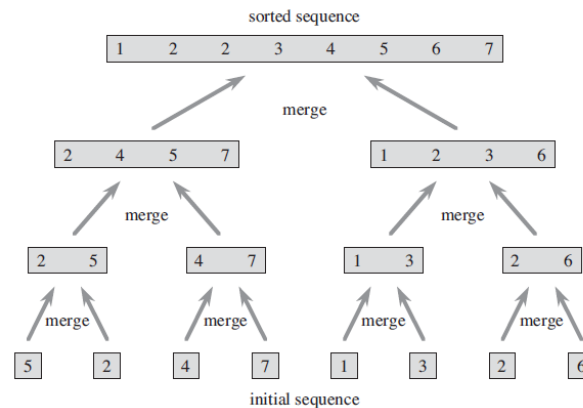 sorted sequence
1 2 2 3 4 5 6 7
merge
2 4 5 7
1 2 3 6
merge
merge
2 5
4 7
1 3
2 6
merge
merge
merge
merge
5
2
4
7
1
3
2
6
initial sequence